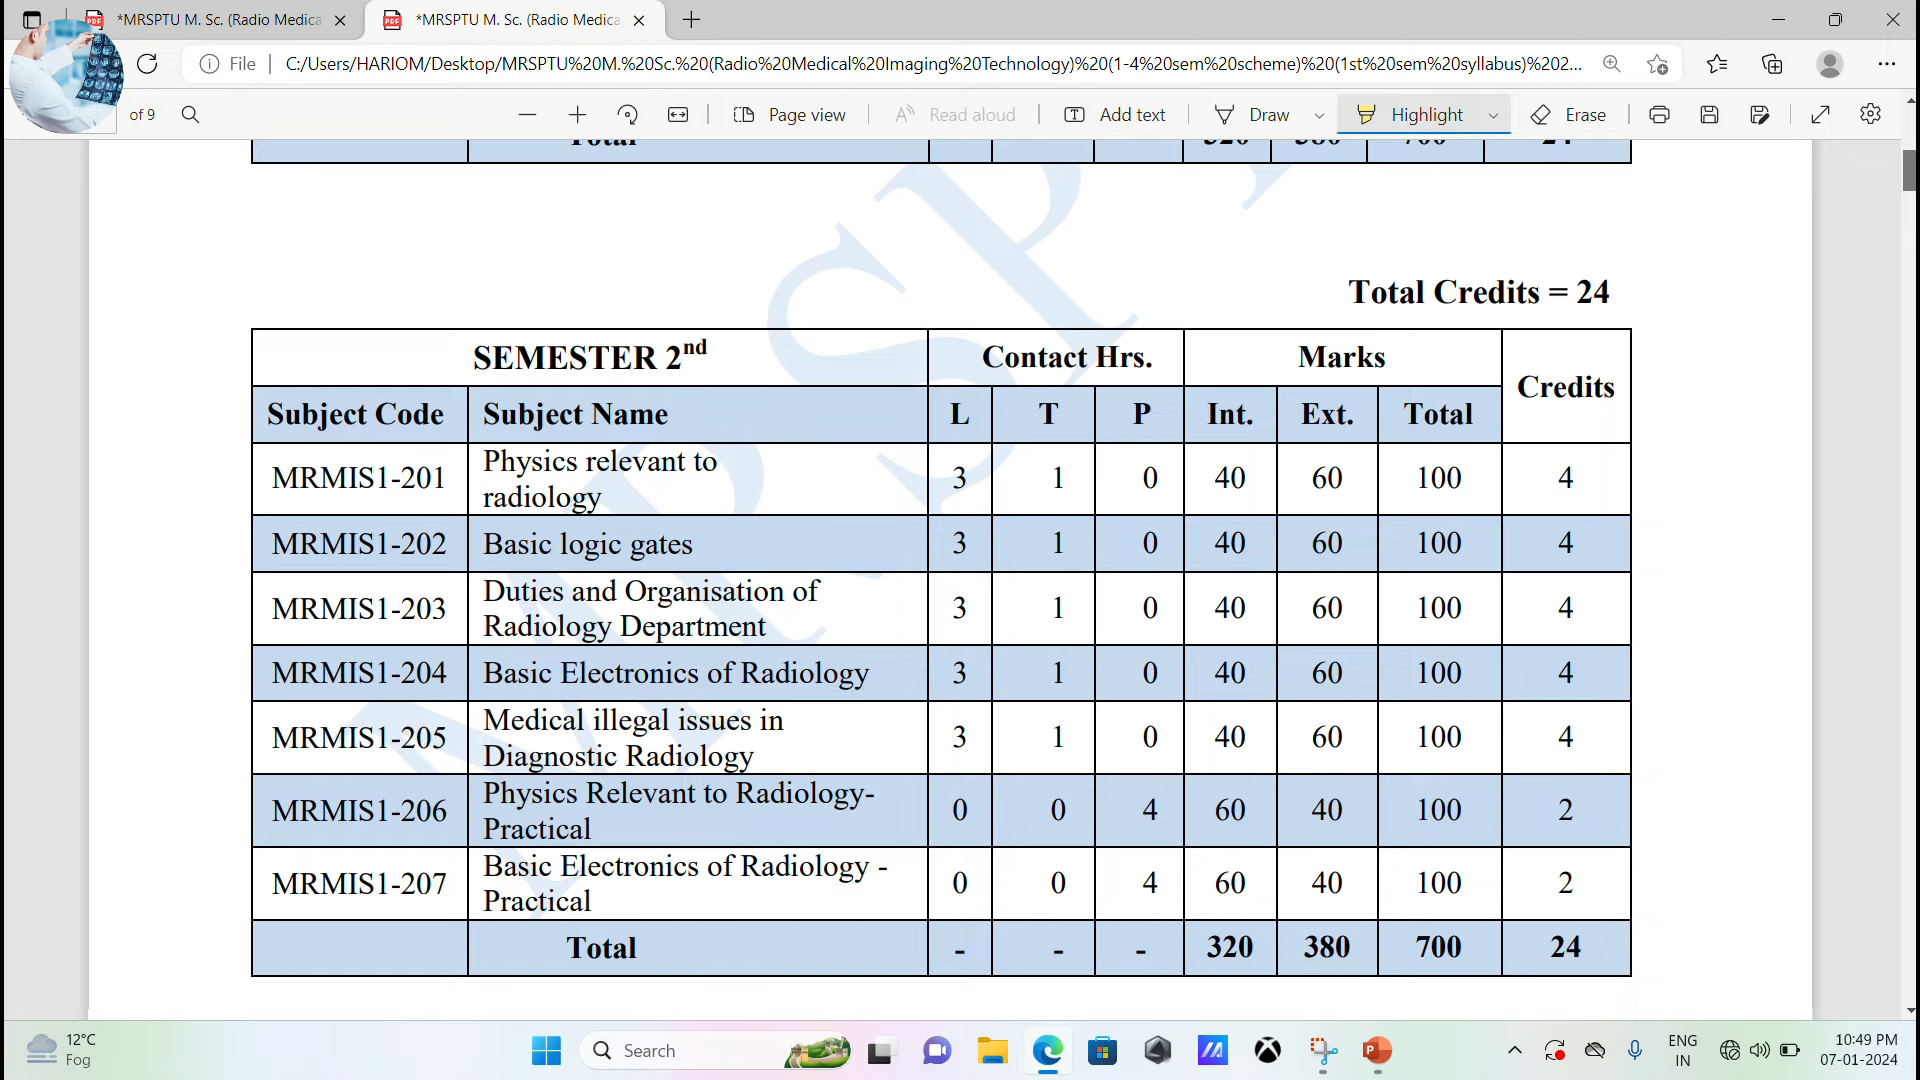 *MRSPTU M. Sc. (Radio Medica
*MRSPTU M. Sc. (Radio Medica
File
C:/Users/HARIOM/Desktop/MRSPTU%20M.%20Sc.%20(Radio%20Medical%20Imaging%20Technology)%20(1-4%20sem%20scheme)%20(1st%20sem%20syllabus)%202...
of 9
Page view
Read aloud
Add text
Draw
Highlight
Erase
Total 320 380 700 24
Total Credits = 24
SEMESTER 2nd Contact Hrs. Marks Credits
Subject Code Subject Name L T P Int. Ext. Total
MRMIS1-201 Physics relevant to radiology 3 1 0 40 60 100 4
MRMIS1-202 Basic logic gates 3 1 0 40 60 100 4
MRMIS1-203 Duties and Organisation of Radiology Department 3 1 0 40 60 100 4
MRMIS1-204 Basic Electronics of Radiology 3 1 0 40 60 100 4
MRMIS1-205 Medical illegal issues in Diagnostic Radiology 3 1 0 40 60 100 4
MRMIS1-206 Physics Relevant to Radiology- Practical 0 0 4 60 40 100 2
MRMIS1-207 Basic Electronics of Radiology - Practical 0 0 4 60 40 100 2
Total - - - 320 380 700 24
12°C
Fog
Search
ENG
IN
10:49 PM
07-01-2024